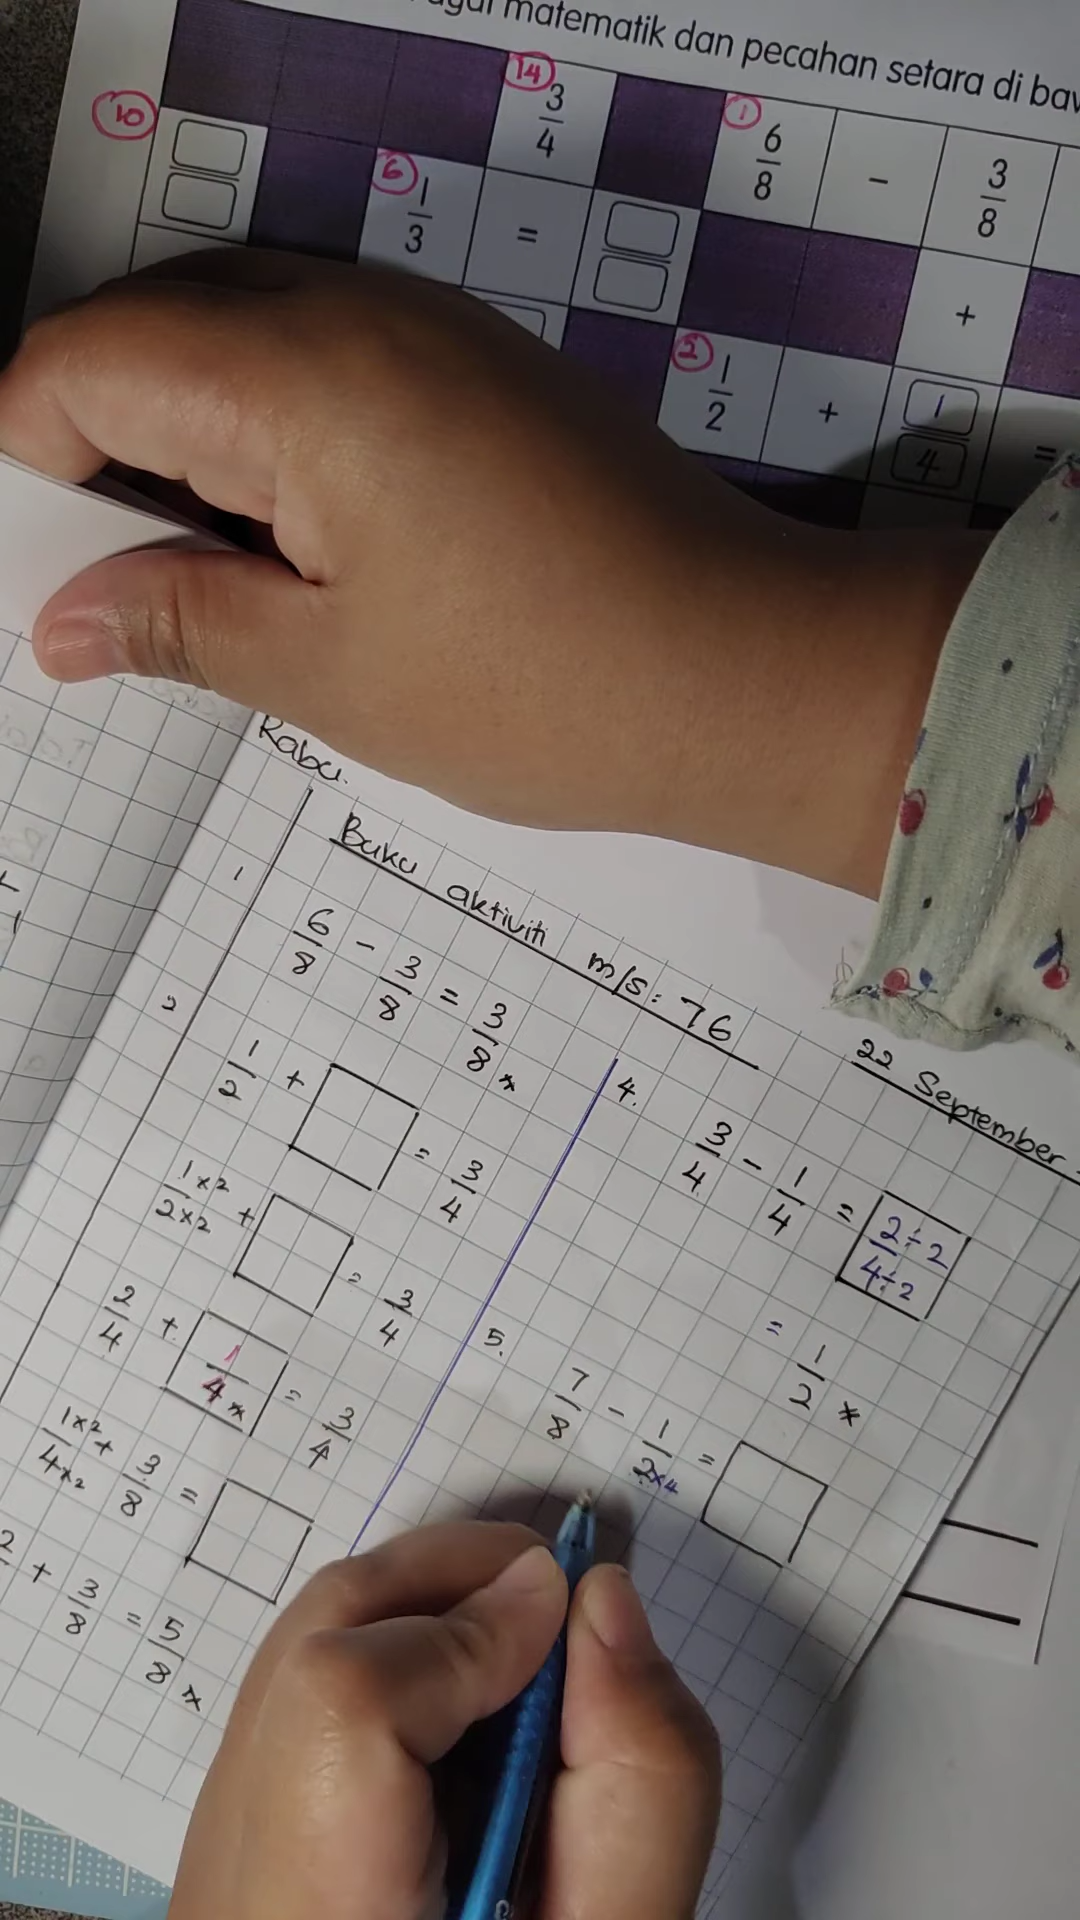 matematik dan pecahan setara di
14 3/4
1 6/8 - 3/8
10
6 1/3 =
+
2 1/2 + 1/4 =
Rabu.
Buku aktiviti m/s: 76
22 September
1 6/8 - 3/8 = 3/8 *
2 1/2 + □ = 3/4
1×2/2×2 + □ = 3/4
2/4 + 1/4 * = 3/4
1×2/4×2 + 3/8 = □
2 + 3/8 = 5/8 *
4. 3/4 - 1/4 = 2÷2/4÷2
= 1/2 *
5. 7/8 - 1/2×4 = □